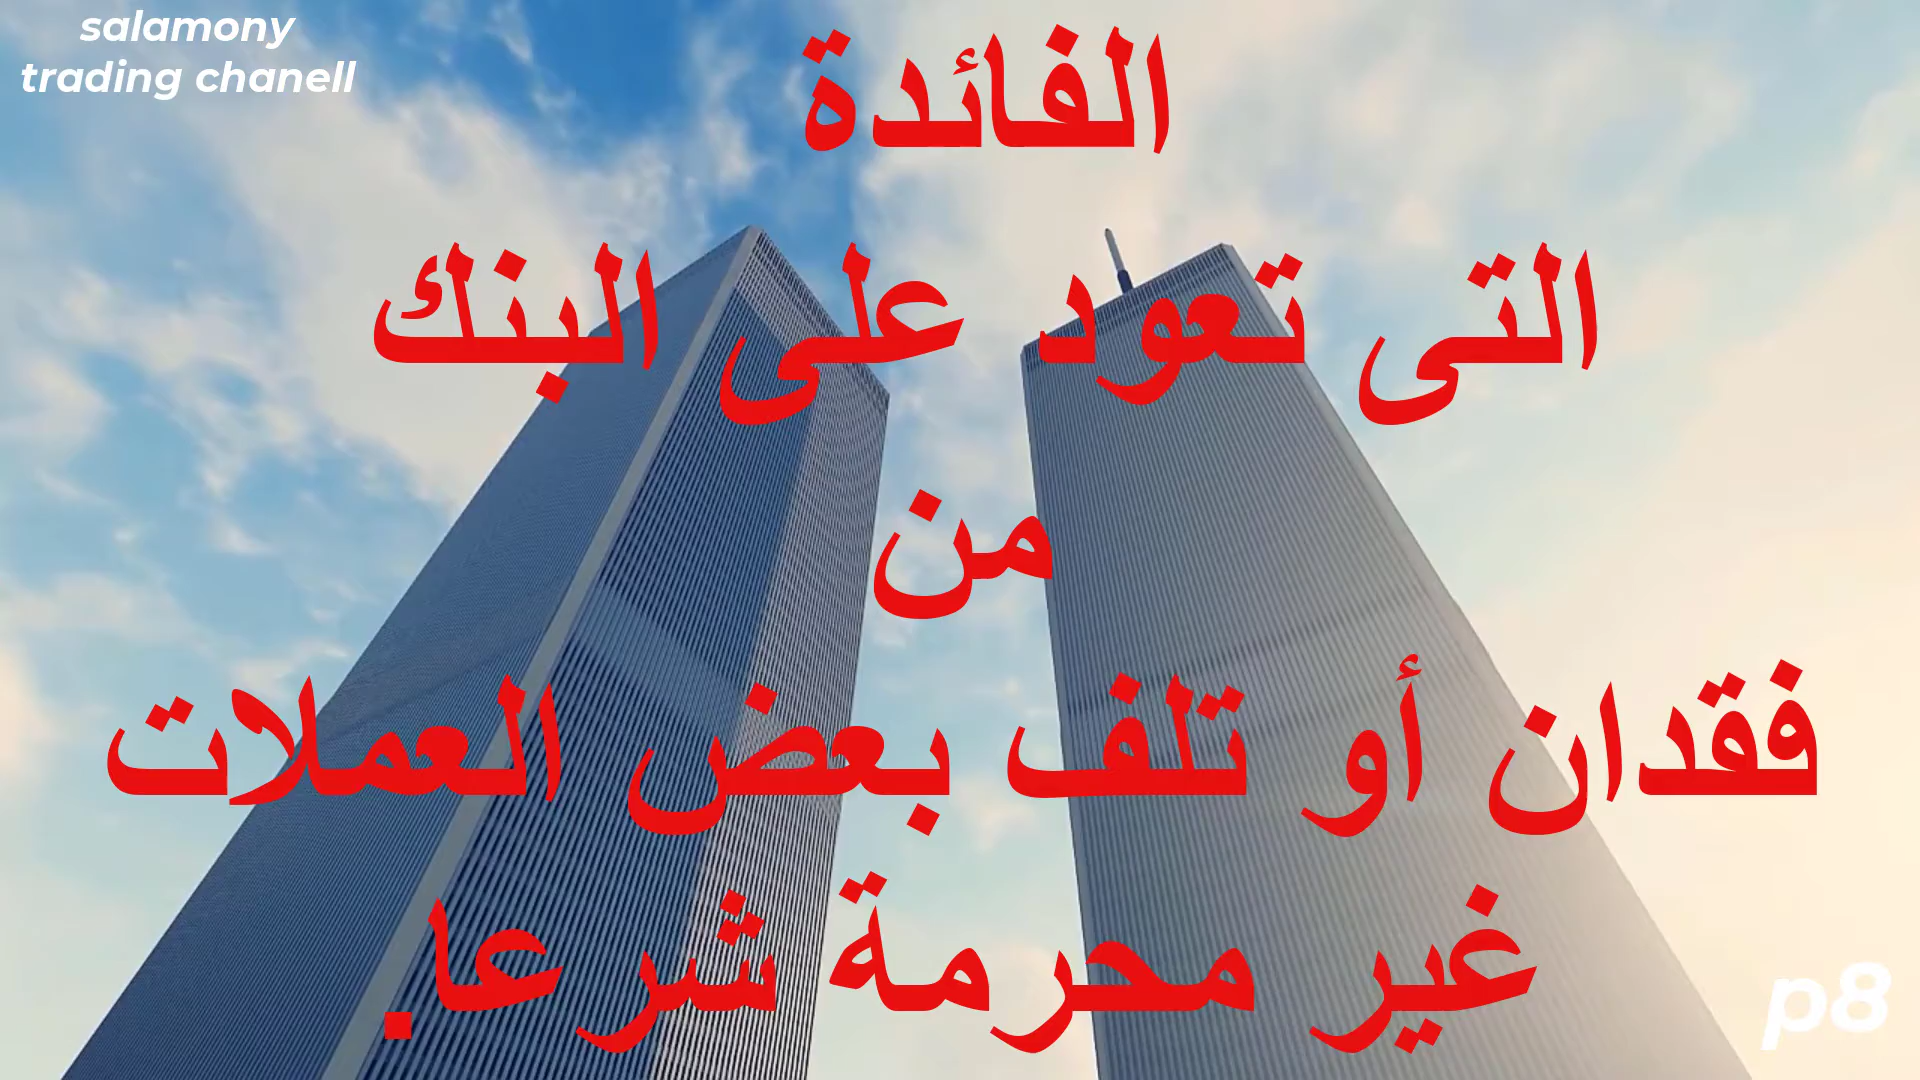 salamony
trading chanell
الفائدة
التى تعود على البنك
من
فقدان أو تلف بعض العملات
غير محرمة شرعا.
p8